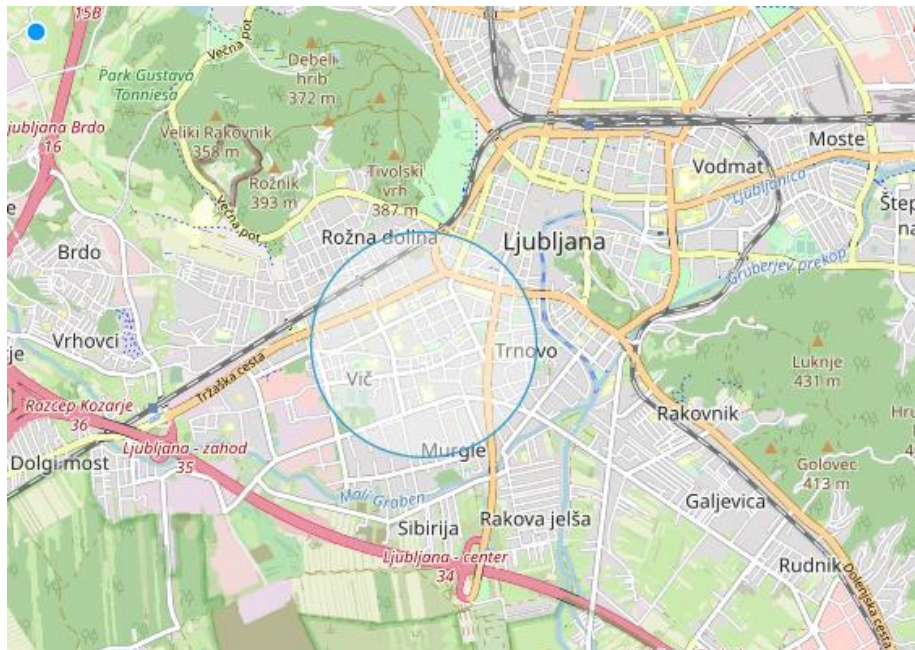 15B
Večna pot
Debeli
hrib
372 m
Park Gustava
Tonniesa
Ljubljana Brdo
16
Veliki Rakovnik
358 m
Rožnik
393 m
Tivolski
vrh
387 m
Večna pot
Moste
Vodmat
Ljubljanica
Rožna dolina
Ljubljana
Brdo
Gruberjev prekop
Vrhovci
Trnovo
Luknje
431 m
Tržaška cesta
Vič
Razcep Kozarje
36
Rakovnik
Murgle
Ljubljana - zahod
35
Dolgi most
Golovec
413 m
Mali Graben
Galjevica
Sibirija
Rakova jelša
Ljubljana - center
34
Rudnik
Dolenjska cesta